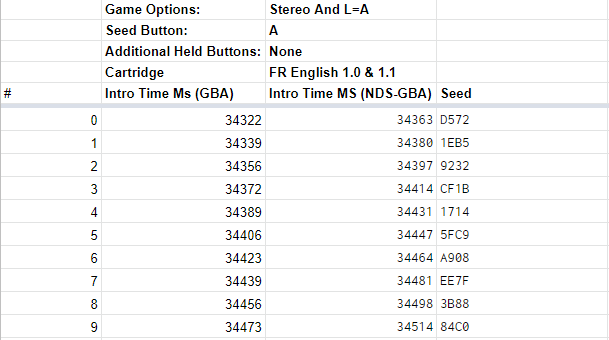 Game Options: Stereo And L=A
Seed Button: A
Additional Held Buttons: None
Cartridge FR English 1.0 & 1.1
# Intro Time Ms (GBA) Intro Time MS (NDS-GBA) Seed
0 34322 34363 D572
1 34339 34380 1EB5
2 34356 34397 9232
3 34372 34414 CF1B
4 34389 34431 1714
5 34406 34447 5FC9
6 34423 34464 A908
7 34439 34481 EE7F
8 34456 34498 3B88
9 34473 34514 84C0